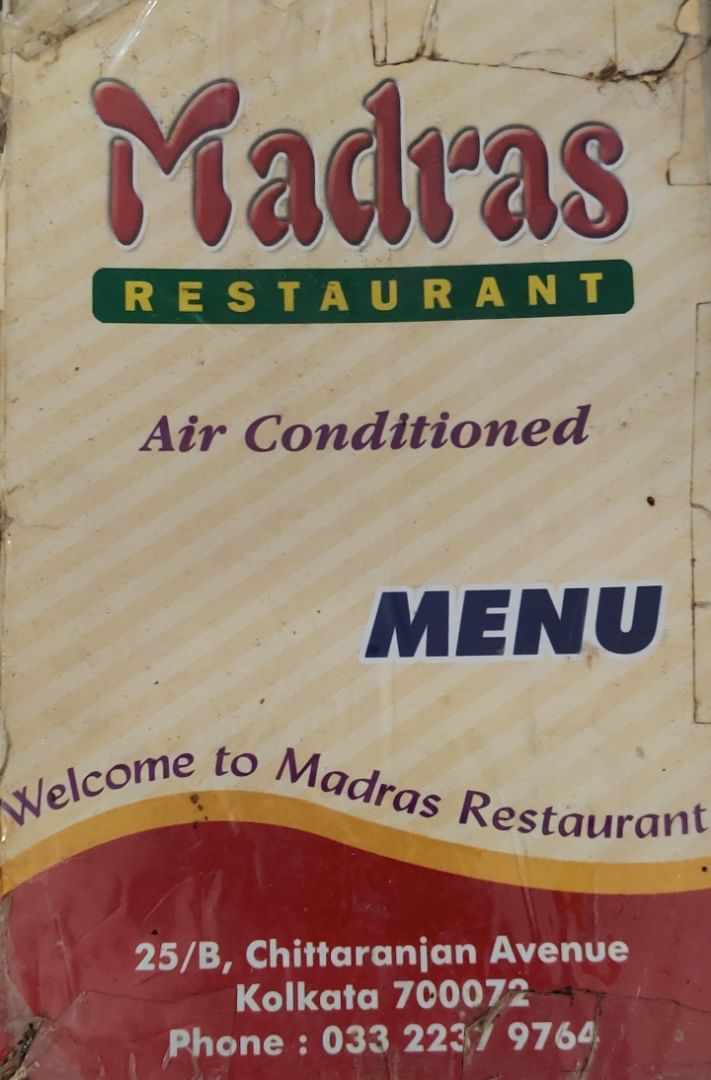 Madras
RESTAURANT
Air Conditioned
MENU
Welcome to Madras Restaurant
25/B, Chittaranjan Avenue
Kolkata 700072
Phone : 033 2237 9764